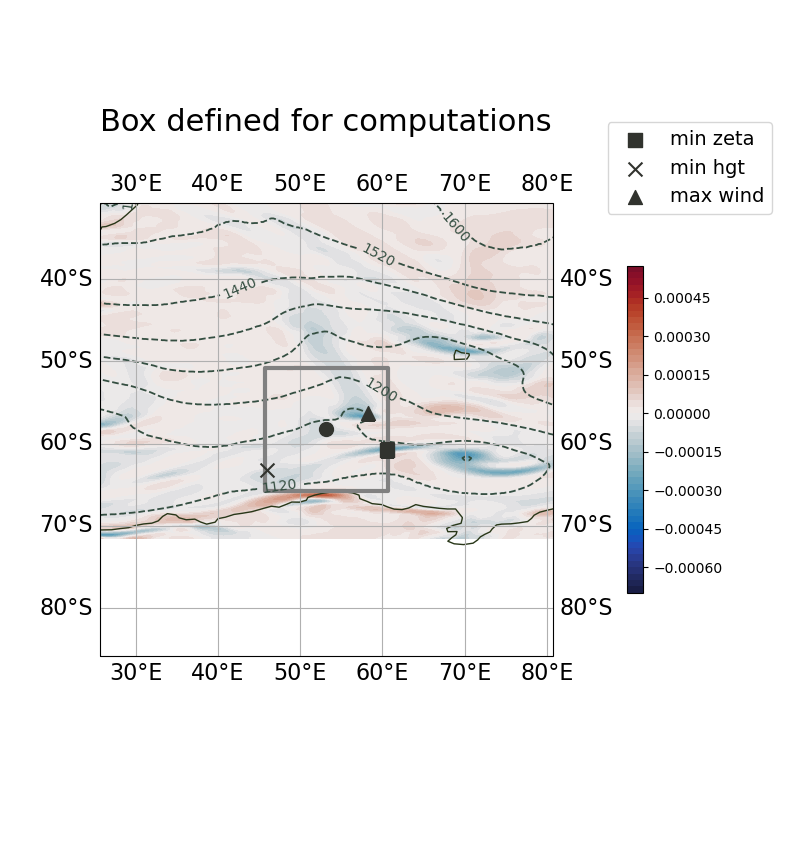 Box defined for computations
min zeta
min hgt
max wind
30°E 40°E 50°E 60°E 70°E 80°E
1600
1520
40°S 40°S
1440
50°S 50°S
1200
60°S 60°S
1120
70°S 70°S
80°S 80°S
30°E 40°E 50°E 60°E 70°E 80°E
0.00045
0.00030
0.00015
0.00000
−0.00015
−0.00030
−0.00045
−0.00060